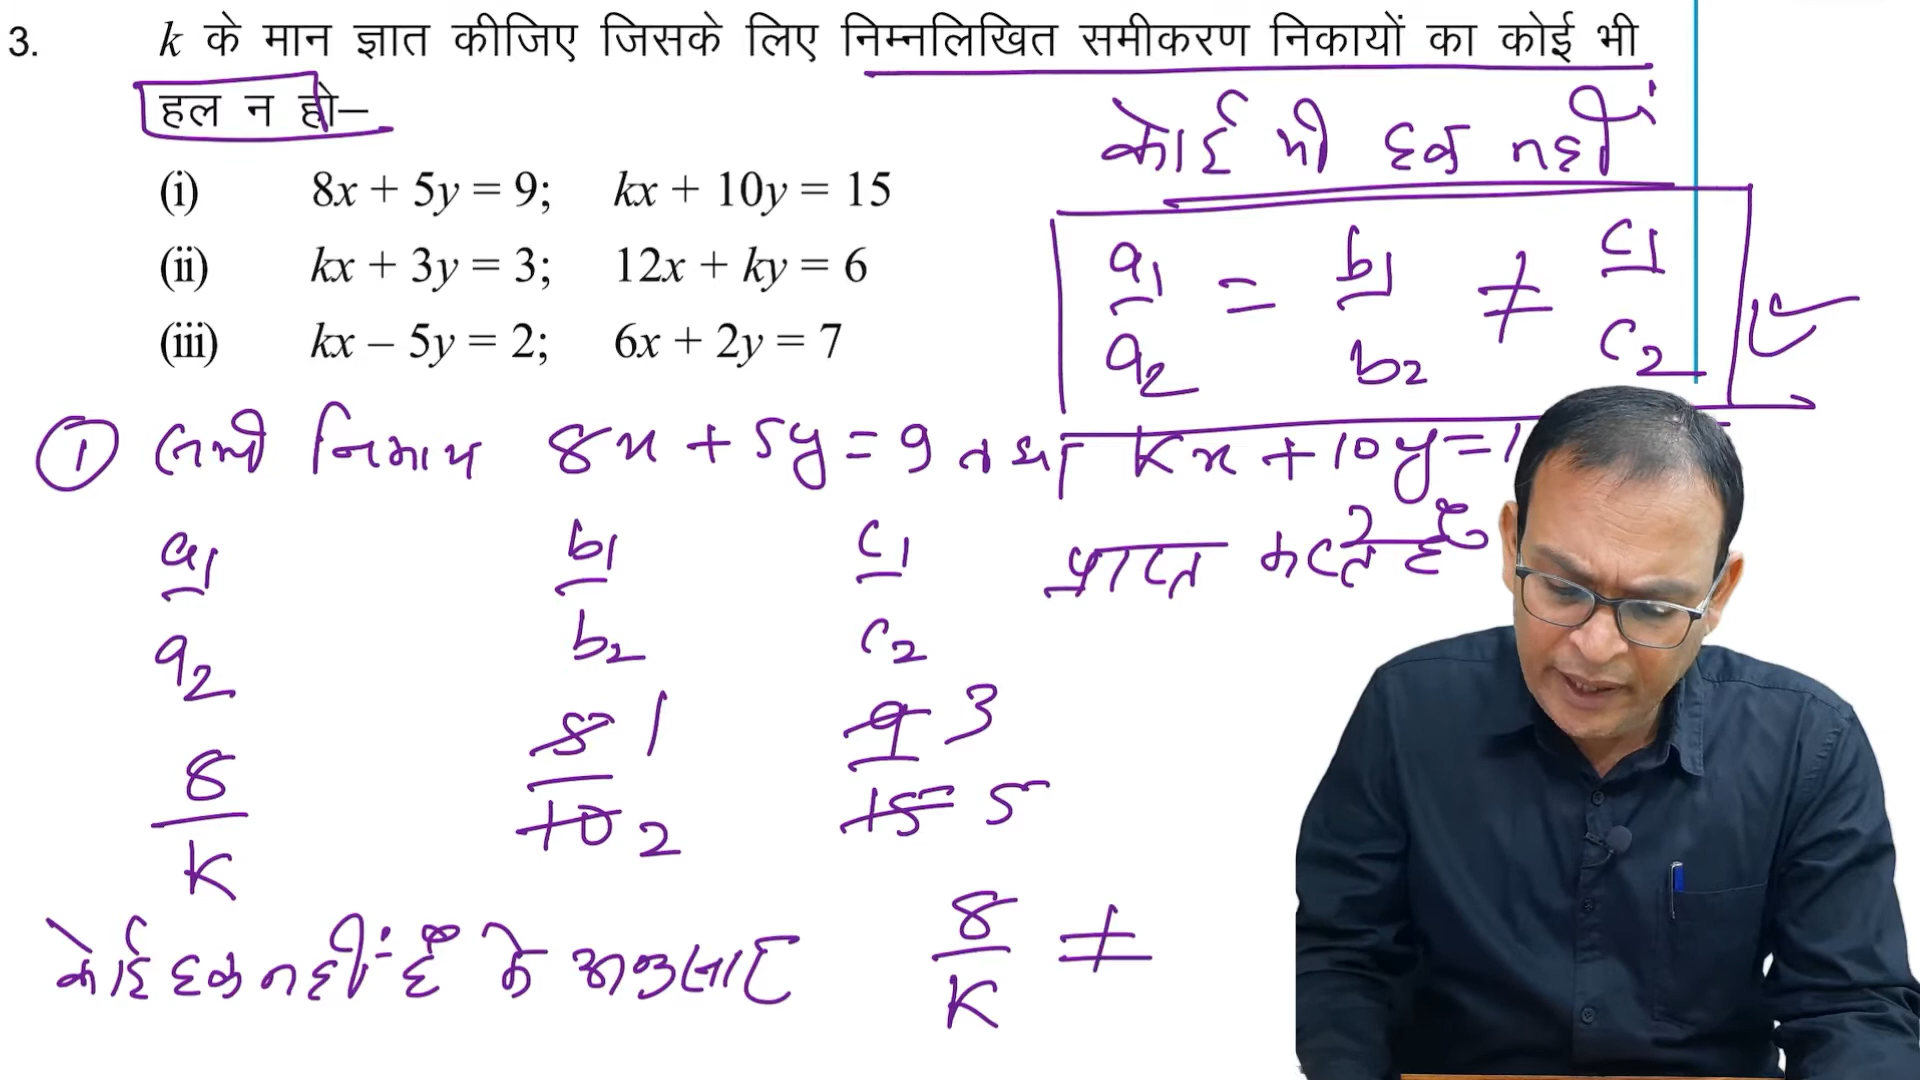 3. k के मान ज्ञात कीजिए जिसके लिए निम्नलिखित समीकरण निकायों का कोई भी
हल न हो–
(i) 8x + 5y = 9; kx + 10y = 15
(ii) kx + 3y = 3; 12x + ky = 6
(iii) kx – 5y = 2; 6x + 2y = 7
कोई भी हल नहीं
a1/a2 = b1/b2 ≠ c1/c2
① 8x + 5y = 9 तथा Kx + 10y = 1
प्राप्त करते हैं
a1 b1 c1
a2 b2 c2
8 5 1 9 3
K 10 2 15 5
कोई हल नहीं है के अनुसार 8/K ≠